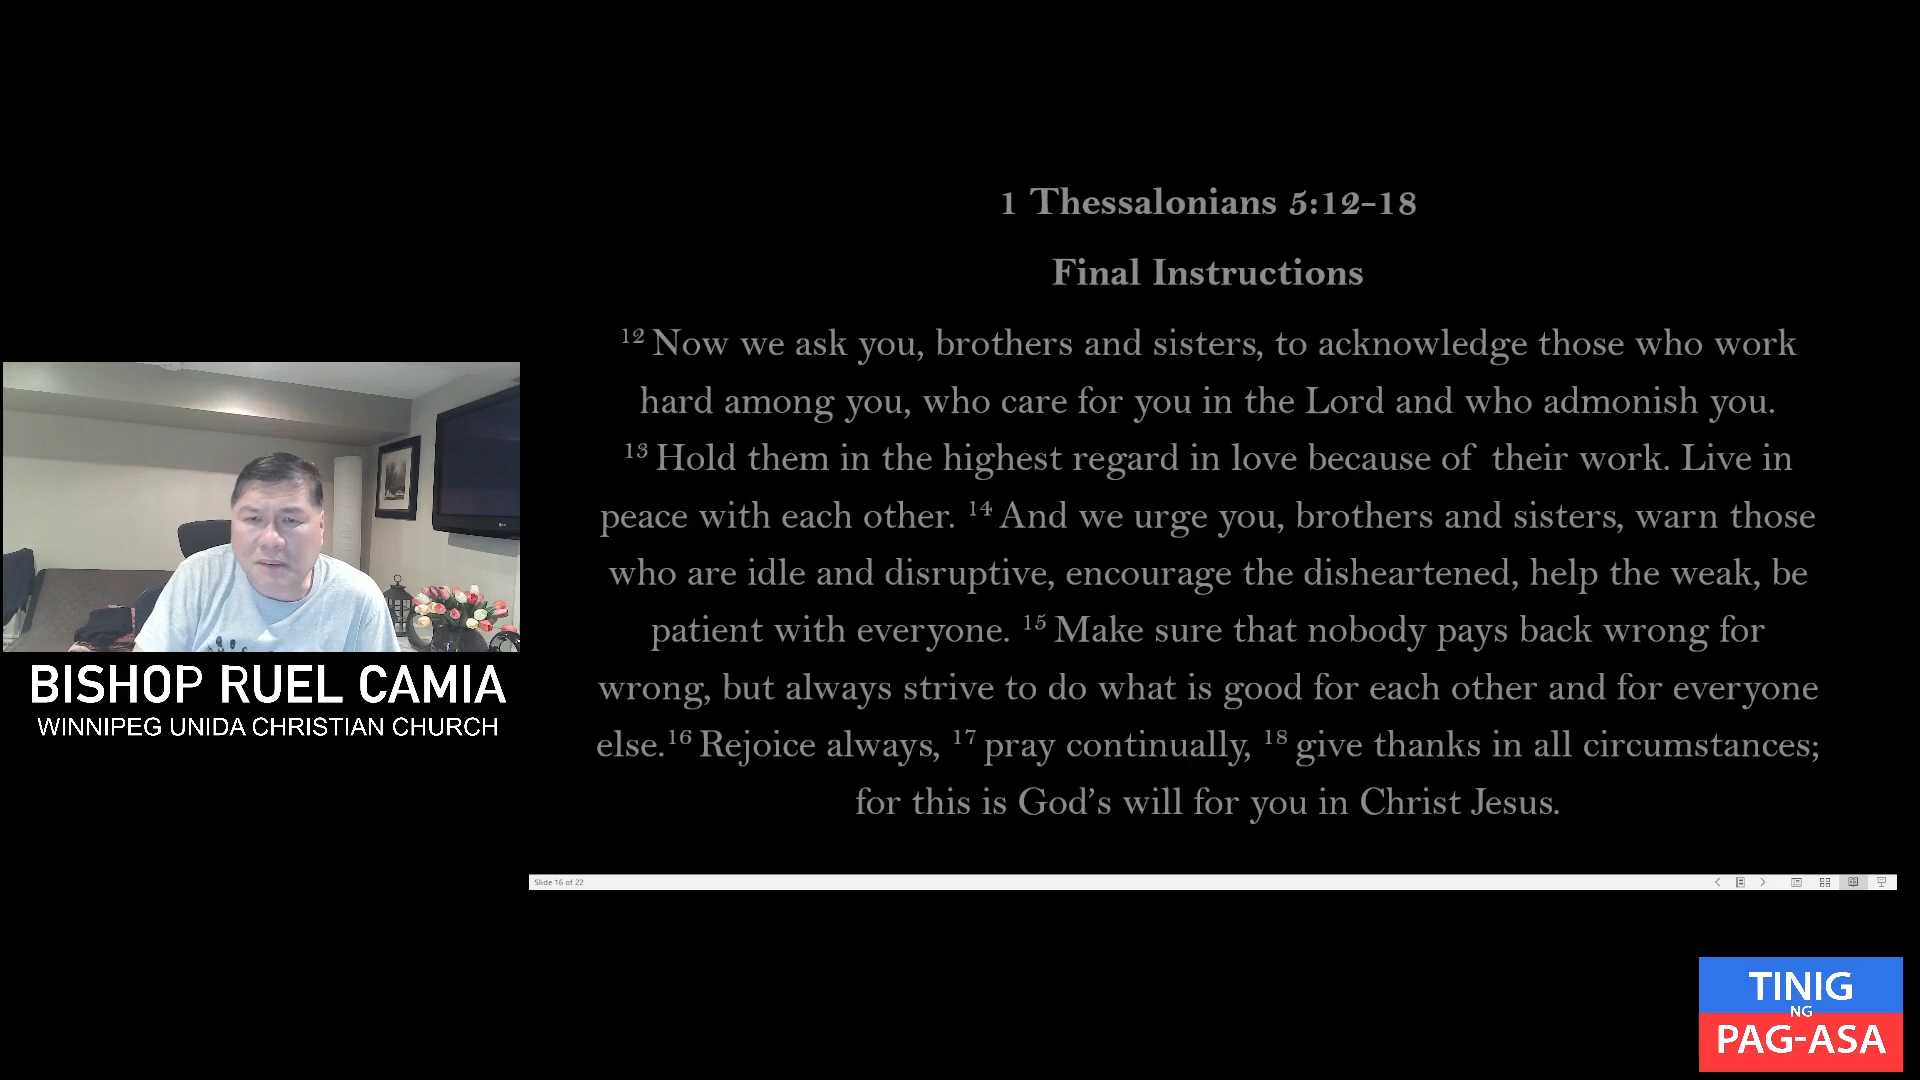 1 Thessalonians 5:12–18
Final Instructions
12 Now we ask you, brothers and sisters, to acknowledge those who work
hard among you, who care for you in the Lord and who admonish you.
13 Hold them in the highest regard in love because of their work. Live in
peace with each other. 14 And we urge you, brothers and sisters, warn those
who are idle and disruptive, encourage the disheartened, help the weak, be
patient with everyone. 15 Make sure that nobody pays back wrong for
wrong, but always strive to do what is good for each other and for everyone
else.16 Rejoice always, 17 pray continually, 18 give thanks in all circumstances;
for this is God’s will for you in Christ Jesus.
BISHOP RUEL CAMIA
WINNIPEG UNIDA CHRISTIAN CHURCH
Slide 16 of 22
TINIG
NG
PAG-ASA